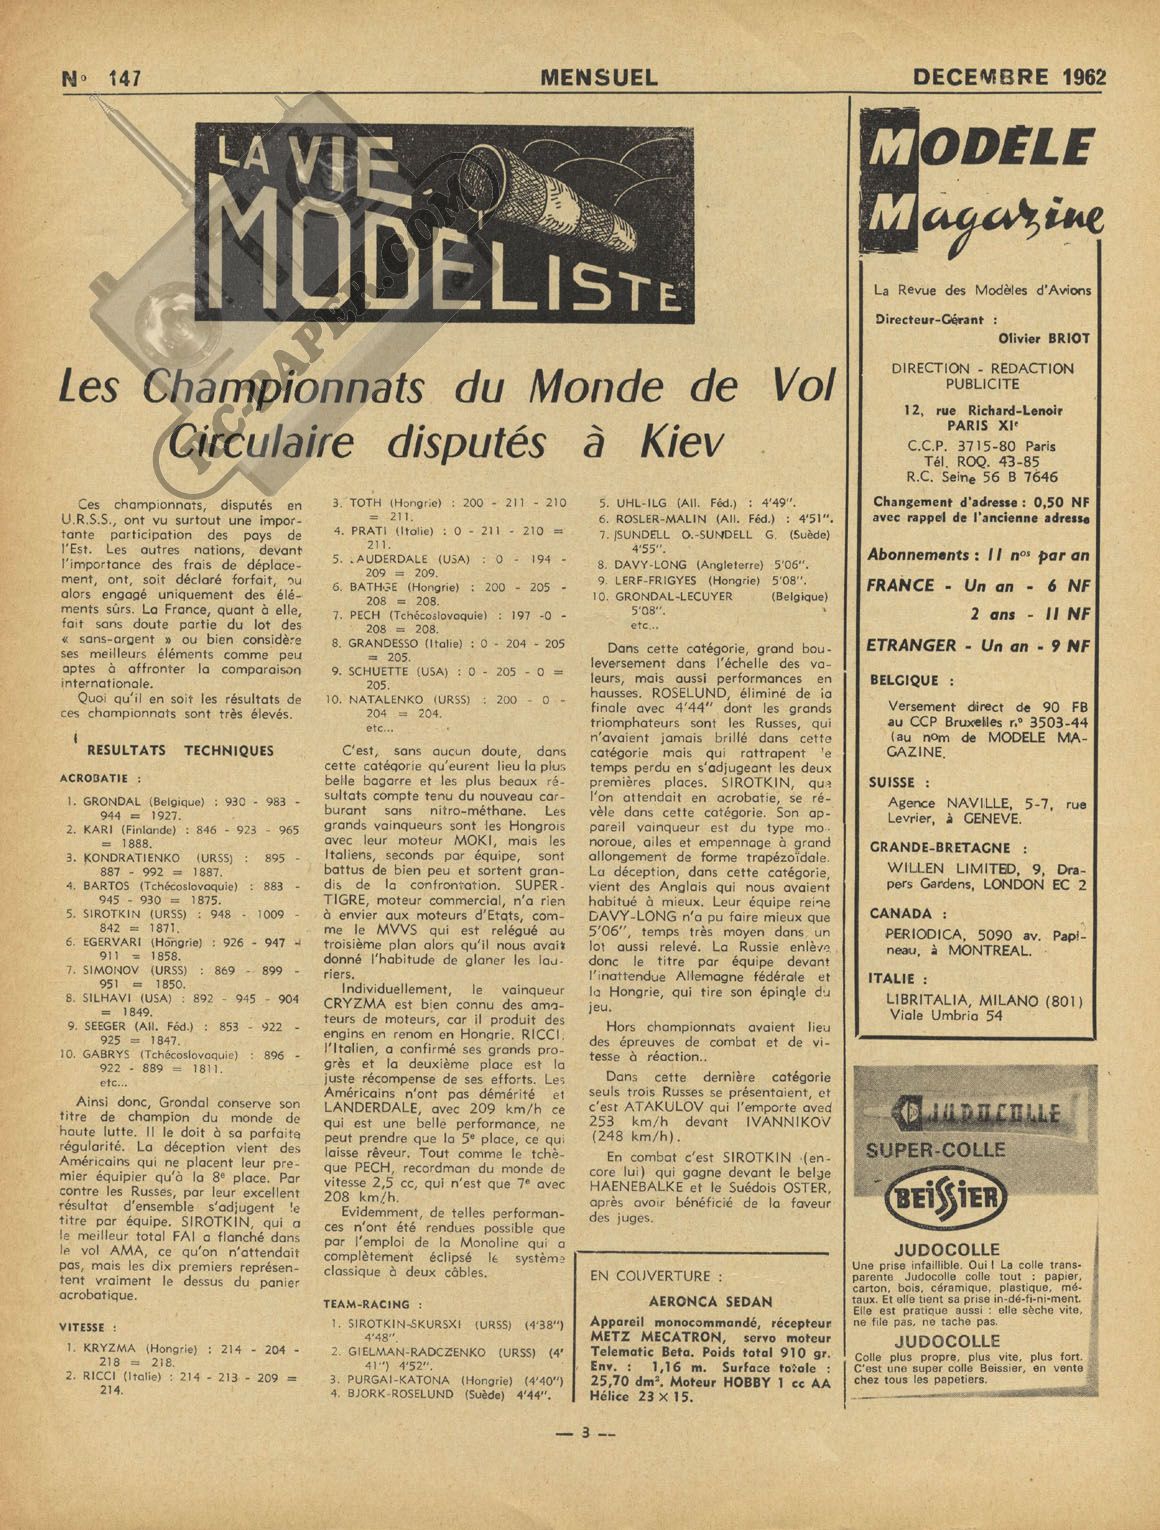 N° 147
MENSUEL
DECEMBRE 1962
LA VIE
MODELISTE
RC-PAPER.COM
Les Championnats du Monde de Vol
Circulaire disputés à Kiev
Ces championnats, disputés en
U.R.S.S., ont vu surtout une impor-
tante participation des pays de
l'Est. Les autres nations, devant
l'importance des frais de déplace-
ment, ont, soit déclaré forfait, ou
alors engagé uniquement des élé-
ments sûrs. La France, quant à elle,
fait sans doute partie du lot des
« sans-argent » ou bien considère
ses meilleurs éléments comme peu
aptes à affronter la comparaison
internationale.
Quoi qu'il en soit les résultats de
ces championnats sont très élevés.
RESULTATS TECHNIQUES
ACROBATIE :
1. GRONDAL (Belgique) : 930 - 983 -
944 = 1927.
2. KARI (Finlande) : 846 - 923 - 965
= 1888.
3. KONDRATIENKO (URSS) : 895 -
887 - 992 = 1887.
4. BARTOS (Tchécoslovaquie) : 883 -
945 - 930 = 1875.
5. SIROTKIN (URSS) : 948 - 1009 -
842 = 1871.
6. EGERVARI (Hongrie) : 926 - 947 -
911 = 1858.
7. SIMONOV (URSS) : 869 - 899 -
951 = 1850.
8. SILHAVI (USA) : 892 - 945 - 904
= 1849.
9. SEEGER (All. Féd.) : 853 - 922 -
925 = 1847.
10. GABRYS (Tchécoslovaquie) : 896 -
922 - 889 = 1811.
etc...
Ainsi donc, Grondal conserve son
titre de champion du monde de
haute lutte. Il le doit à sa parfaite
régularité. La déception vient des
Américains qui ne placent leur pre-
mier équipier qu'à la 8e place. Par
contre les Russes, par leur excellent
résultat d'ensemble s'adjugent le
titre par équipe. SIROTKIN, qui a
le meilleur total FAI a flanché dans
le vol AMA, ce qu'on n'attendait
pas, mais les dix premiers représen-
tent vraiment le dessus du panier
acrobatique.
VITESSE :
1. KRYZMA (Hongrie) : 214 - 204 -
218 = 218.
2. RICCI (Italie) : 214 - 213 - 209 =
214.
3. TOTH (Hongrie) : 200 - 211 - 210
= 211.
4. PRATI (Italie) : 0 - 211 - 210 =
211.
5. LAUDERDALE (USA) : 0 - 194 -
209 = 209.
6. BATHGE (Hongrie) : 200 - 205 -
208 = 208.
7. PECH (Tchécoslovaquie) : 197 -0 -
208 = 208.
8. GRANDESSO (Italie) : 0 - 204 - 205
= 205.
9. SCHUETTE (USA) : 0 - 205 - 0 =
205.
10. NATALENKO (URSS) : 200 - 0 -
204 = 204.
etc...
C'est, sans aucun doute, dans
cette catégorie qu'eurent lieu la plus
belle bagarre et les plus beaux ré-
sultats compte tenu du nouveau car-
burant sans nitro-méthane. Les
grands vainqueurs sont les Hongrois
avec leur moteur MOKI, mais les
Italiens, seconds par équipe, sont
battus de bien peu et sortent gran-
dis de la confrontation. SUPER-
TIGRE, moteur commercial, n'a rien
à envier aux moteurs d'Etats, com-
me le MVVS qui est relégué au
troisième plan alors qu'il nous avait
donné l'habitude de glaner les lau-
riers.
Individuellement, le vainqueur
CRYZMA est bien connu des ama-
teurs de moteurs, car il produit des
engins en renom en Hongrie. RICCI,
l'Italien, a confirmé ses grands pro-
grès et la deuxième place est la
juste récompense de ses efforts. Les
Américains n'ont pas démérité et
LANDERDALE, avec 209 km/h ce
qui est une belle performance, ne
peut prendre que la 5e place, ce qui
laisse rêveur. Tout comme le tchè-
que PECH, recordman du monde de
vitesse 2,5 cc, qui n'est que 7e avec
208 km/h.
Evidemment, de telles performan-
ces n'ont été rendues possible que
par l'emploi de la Monoline qui a
complètement éclipsé le système
classique à deux câbles.
TEAM-RACING :
1. SIROTKIN-SKURSXI (URSS) (4'38")
4'48".
2. GIELMAN-RADCZENKO (URSS) (4'
41") 4'52".
3. PURGAI-KATONA (Hongrie) (4'40")
4. BJORK-ROSELUND (Suède) 4'44".
5. UHL-ILG (All. Féd.) : 4'49".
6. ROSLER-MALIN (All. Féd.) : 4'51".
7. SUNDELL O.-SUNDELL G. (Suède)
4'55".
8. DAVY-LONG (Angleterre) 5'06".
9. LERF-FRIGYES (Hongrie) 5'08".
10. GRONDAL-LECUYER (Belgique)
5'08".
etc...
Dans cette catégorie, grand bou-
leversement dans l'échelle des va-
leurs, mais aussi performances en
hausses. ROSELUND, éliminé de la
finale avec 4'44" dont les grands
triomphateurs sont les Russes, qui
n'avaient jamais brillé dans cette
catégorie mais qui rattrapent le
temps perdu en s'adjugeant les deux
premières places. SIROTKIN, que
l'on attendait en acrobatie, se ré-
vèle dans cette catégorie. Son ap-
pareil vainqueur est du type mo-
noroue, ailes et empennage à grand
allongement de forme trapézoïdale.
La déception, dans cette catégorie,
vient des Anglais qui nous avaient
habitué à mieux. Leur équipe reine
DAVY-LONG n'a pu faire mieux que
5'06", temps très moyen dans un
lot aussi relevé. La Russie enlève
donc le titre par équipe devant
l'inattendue Allemagne fédérale et
la Hongrie, qui tire son épingle du
jeu.
Hors championnats avaient lieu
des épreuves de combat et de vi-
tesse à réaction..
Dans cette dernière catégorie
seuls trois Russes se présentaient, et
c'est ATAKULOV qui l'emporte aved
253 km/h devant IVANNIKOV
(248 km/h).
En combat c'est SIROTKIN (en-
core lui) qui gagne devant le belge
HAENEBALKE et le Suédois OSTER,
après avoir bénéficié de la faveur
des juges.
EN COUVERTURE :
AERONCA SEDAN
Appareil monocommandé, récepteur
METZ MECATRON, servo moteur
Telematic Beta. Poids total 910 gr.
Env. : 1,16 m. Surface totale :
25,70 dm². Moteur HOBBY 1 cc AA
Hélice 23 × 15.
MODÈLE
Magazine
La Revue des Modèles d'Avions
Directeur-Gérant :
Olivier BRIOT
DIRECTION - REDACTION
PUBLICITE
12, rue Richard-Lenoir
PARIS XIe
C.C.P. 3715-80 Paris
Tél. ROQ. 43-85
R.C. Seine 56 B 7646
Changement d'adresse : 0,50 NF
avec rappel de l'ancienne adresse
Abonnements : 11 nos par an
FRANCE - Un an - 6 NF
2 ans - 11 NF
ETRANGER - Un an - 9 NF
BELGIQUE :
Versement direct de 90 FB
au CCP Bruxelles n° 3503-44
(au nom de MODELE MA-
GAZINE.
SUISSE :
Agence NAVILLE, 5-7, rue
Levrier, à GENEVE.
GRANDE-BRETAGNE :
WILLEN LIMITED, 9, Dra-
pers Gardens, LONDON EC 2
CANADA :
PERIODICA, 5090 av. Papi-
neau, à MONTREAL.
ITALIE :
LIBRITALIA, MILANO (801)
Viale Umbria 54
JUDOCOLLE
SUPER-COLLE
BEISSIER
JUDOCOLLE
Une prise infaillible. Oui ! La colle trans-
parente Judocolle colle tout : papier,
carton, bois, céramique, plastique, mé-
taux. Et elle tient sa prise in-dé-fi-ni-ment.
Elle est pratique aussi : elle sèche vite,
ne file pas, ne tache pas.
JUDOCOLLE
Colle plus propre, plus vite, plus fort.
C'est une super colle Beissier, en vente
chez tous les papetiers.
— 3 —